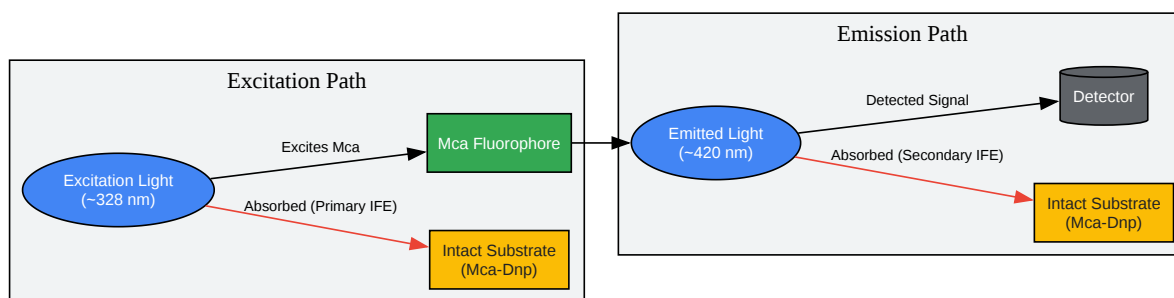 Excitation Path
Excitation Light
(~328 nm)
Excites Mca
Absorbed (Primary IFE)
Mca Fluorophore
Intact Substrate
(Mca-Dnp)
Emission Path
Emitted Light
(~420 nm)
Detected Signal
Absorbed (Secondary IFE)
Detector
Intact Substrate
(Mca-Dnp)